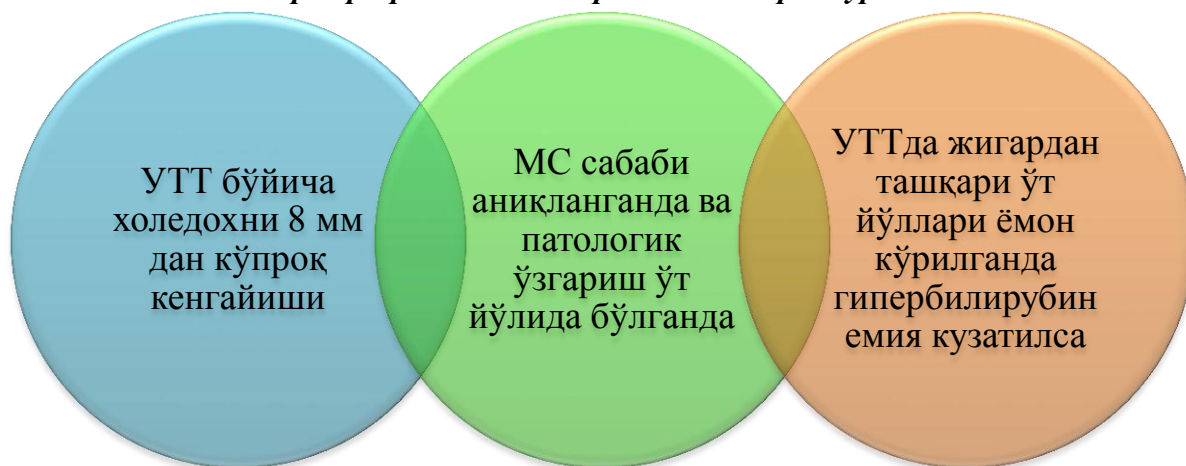 УТТ бўйича
холедохни 8 мм
дан кўпроқ
кенгайиши
МС сабаби
аниқланганда ва
патологик
ўзгариш ўт
йўлида бўлганда
УТТда жигардан
ташқари ўт
йўллари ёмон
кўрилганда
гипербилирубин
емия кузатилса